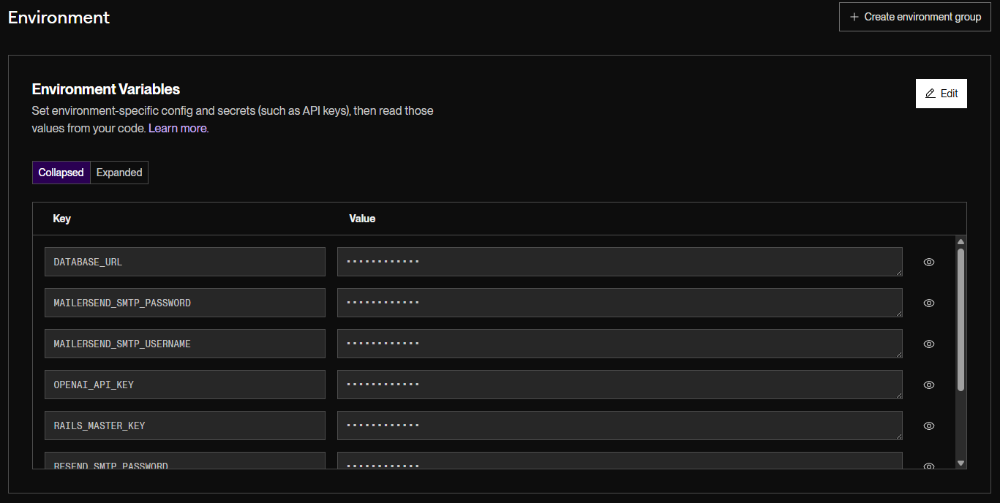 Environment
+ Create environment group
Environment Variables
Edit
Set environment-specific config and secrets (such as API keys), then read those
values from your code. Learn more.
Collapsed Expanded
Key Value
DATABASE_URL ············
MAILERSEND_SMTP_PASSWORD ············
MAILERSEND_SMTP_USERNAME ············
OPENAI_API_KEY ············
RAILS_MASTER_KEY ············
RESEND_SMTP_PASSWORD ············